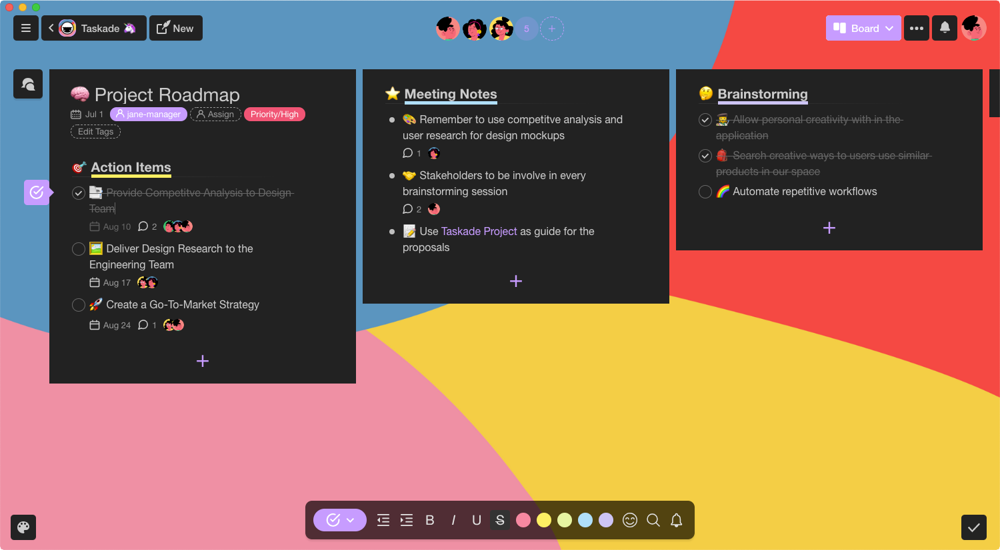 Taskade
New
5
Board
Project Roadmap
Jul 1
jane-manager
Assign
Priority/High
Edit Tags
Action Items
Provide Competitve Analysis to Design
Team
Aug 10
2
Deliver Design Research to the
Engineering Team
Aug 17
Create a Go-To-Market Strategy
Aug 24
1
Meeting Notes
Remember to use competitve analysis and
user research for design mockups
1
Stakeholders to be involve in every
brainstorming session
2
Use Taskade Project as guide for the
proposals
Brainstorming
Allow personal creativity with in the
application
Search creative ways to users use similar
products in our space
Automate repetitive workflows
B I U S